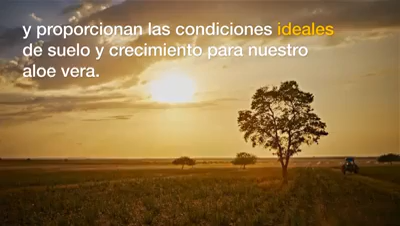 y proporcionan las condiciones ideales
de suelo y crecimiento para nuestro
aloe vera.